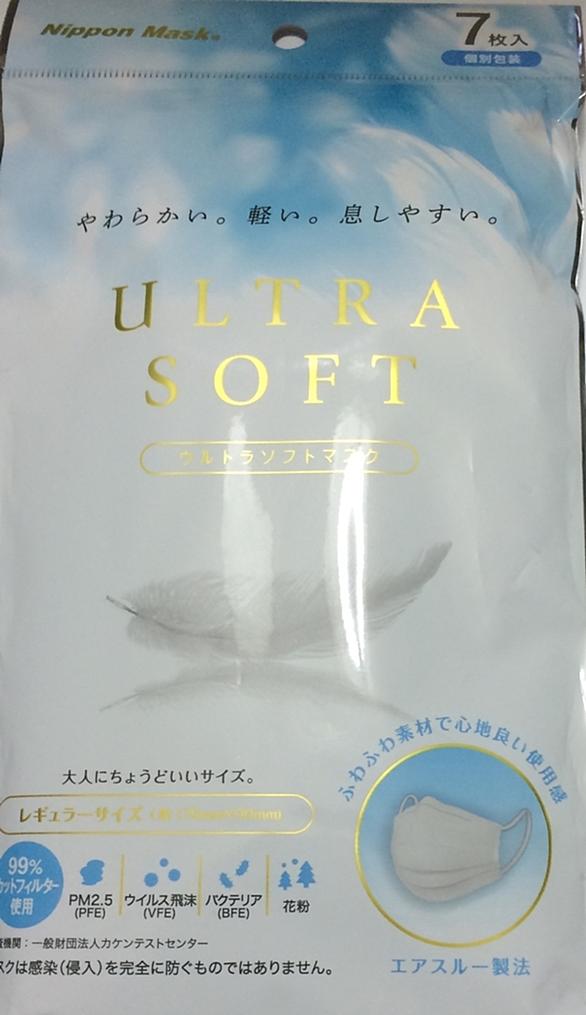 Nippon Mask®
7枚入
個別包装
やわらかい。軽い。息しやすい。
ULTRA
SOFT
ウルトラソフトマスク
大人にちょうどいいサイズ。
レギュラーサイズ
ふわふわ素材で心地良い使用感
99%
カットフィルター
使用
PM2.5
(PFE)
ウイルス飛沫
(VFE)
バクテリア
(BFE)
花粉
機関：一般財団法人カケンテストセンター
スクは感染（侵入）を完全に防ぐものではありません。
エアスルー製法